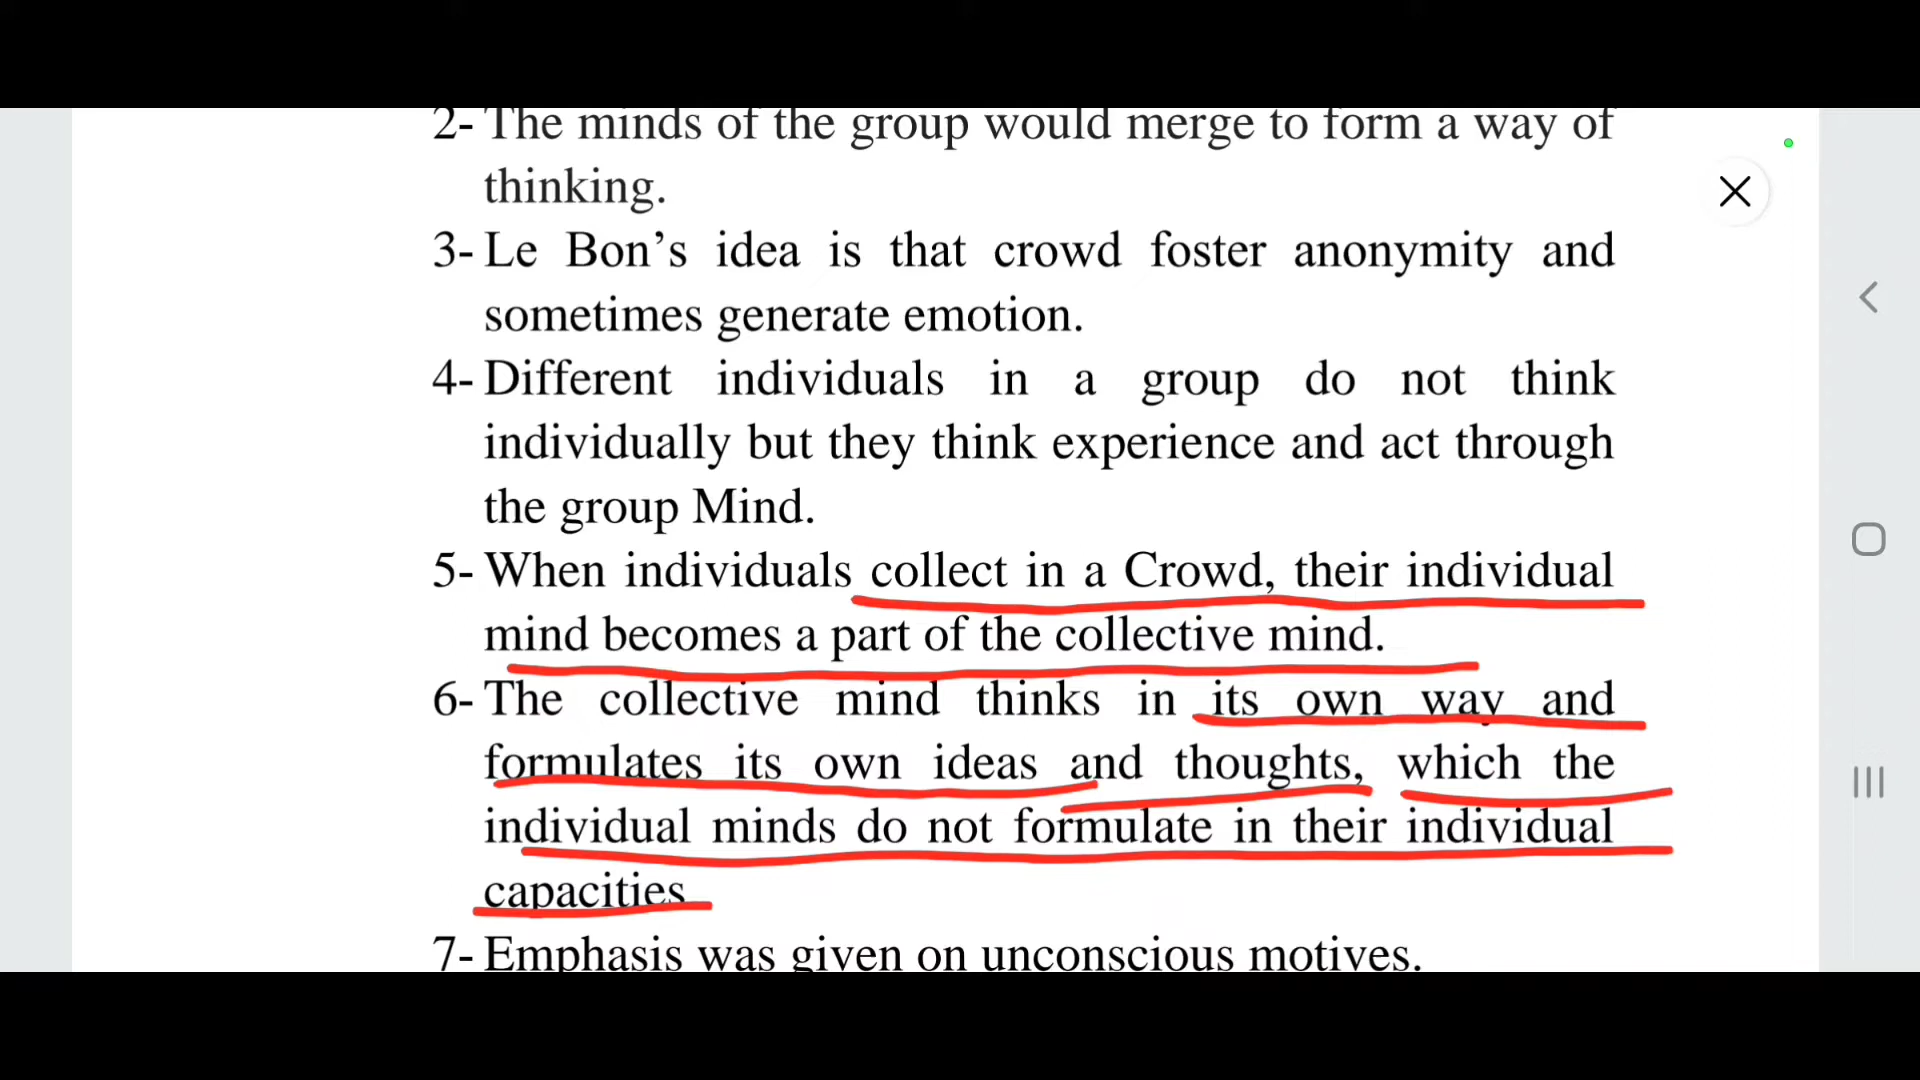 2- The minds of the group would merge to form a way of
thinking.
3- Le Bon’s idea is that crowd foster anonymity and
sometimes generate emotion.
4- Different individuals in a group do not think
individually but they think experience and act through
the group Mind.
5- When individuals collect in a Crowd, their individual
mind becomes a part of the collective mind.
6- The collective mind thinks in its own way and
formulates its own ideas and thoughts, which the
individual minds do not formulate in their individual
capacities
7- Emphasis was given on unconscious motives.